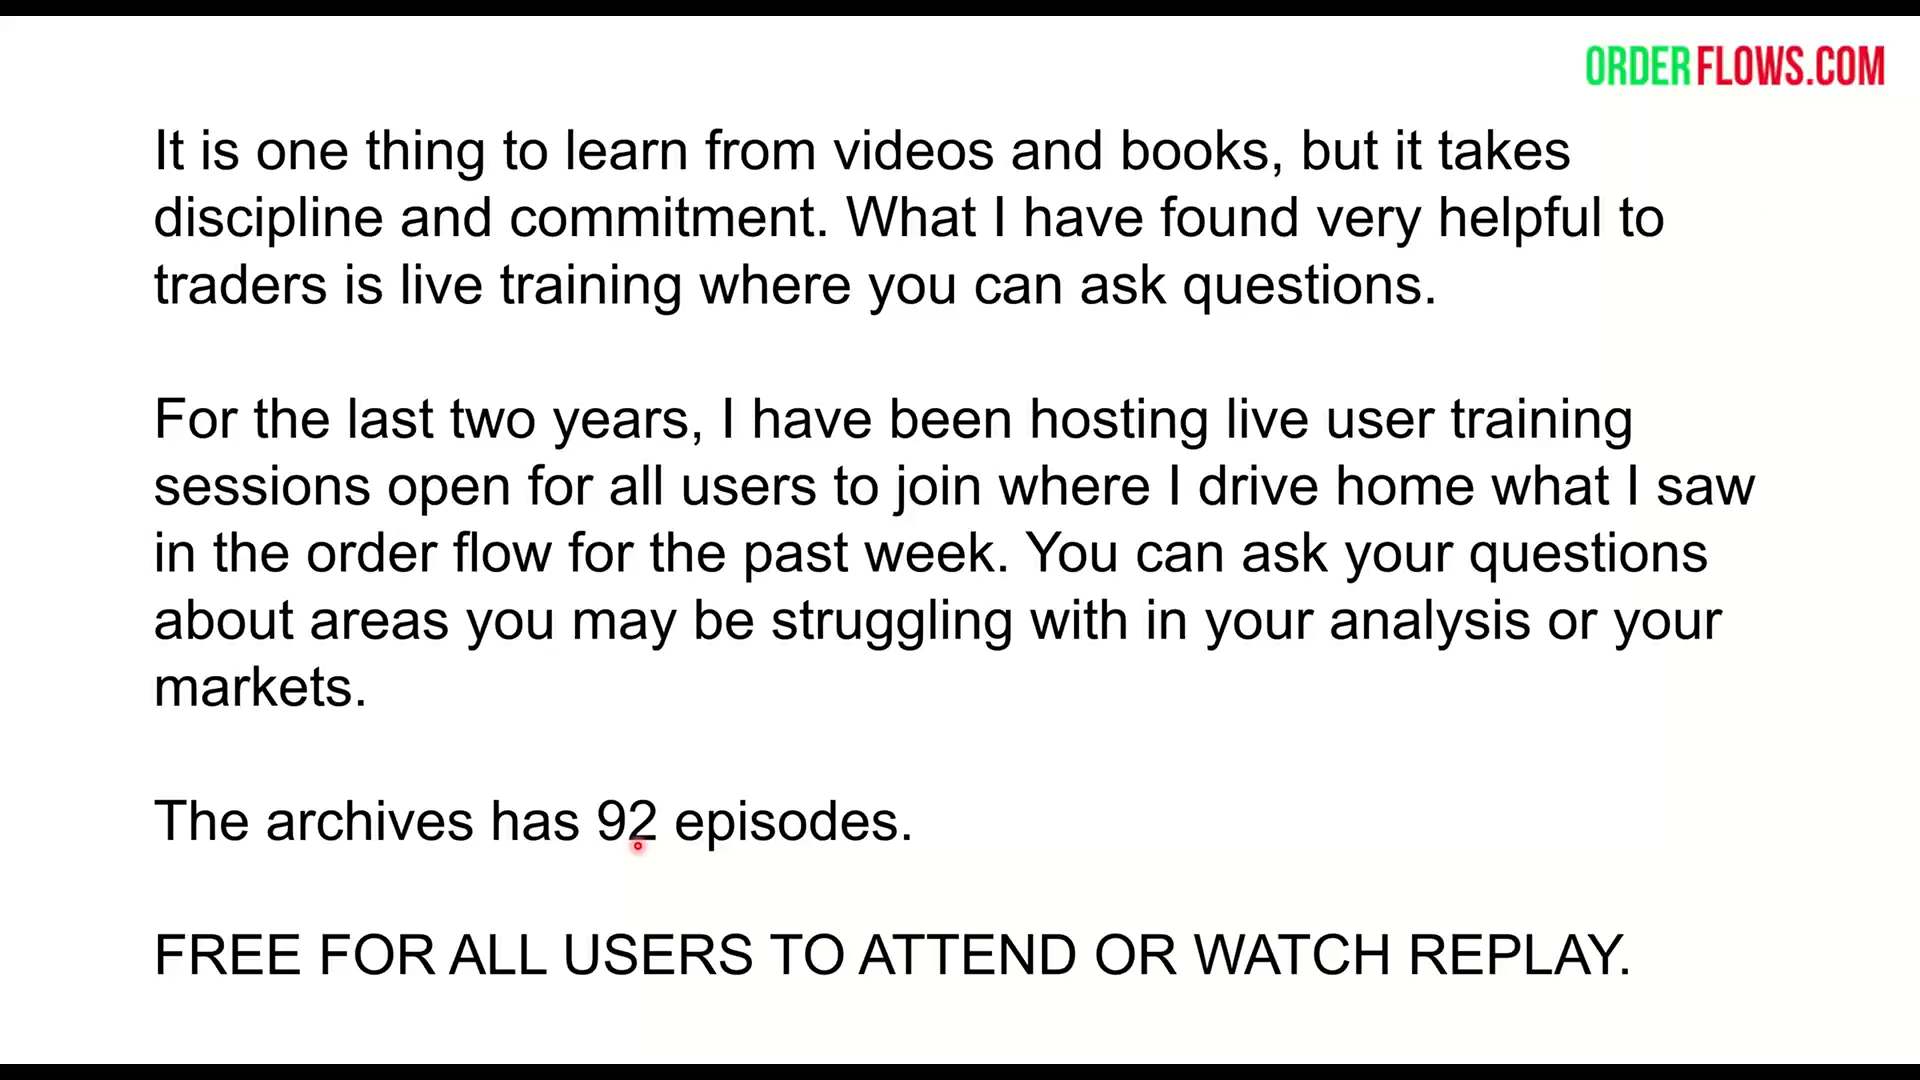 ORDERFLOWS.COM
It is one thing to learn from videos and books, but it takes
discipline and commitment. What I have found very helpful to
traders is live training where you can ask questions.
For the last two years, I have been hosting live user training
sessions open for all users to join where I drive home what I saw
in the order flow for the past week. You can ask your questions
about areas you may be struggling with in your analysis or your
markets.
The archives has 92 episodes.
FREE FOR ALL USERS TO ATTEND OR WATCH REPLAY.